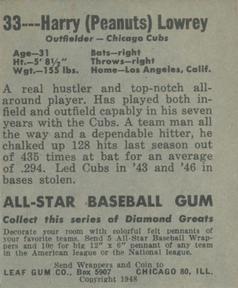 33---Harry (Peanuts) Lowrey
Outfielder — Chicago Cubs
Age—31 Bats—right
Ht.-5' 8½" Throws—right
Wgt.—155 lbs. Home—Los Angeles, Calif.
A real hustler and top-notch all-
around player. Has played both in-
field and outfield capably in his seven
years with the Cubs. A team man all
the way and a dependable hitter, he
chalked up 128 hits last season out
of 435 times at bat for an average
of .294. Led Cubs in '43 and '46 in
bases stolen.
ALL-STAR BASEBALL GUM
Collect this series of Diamond Greats
Decorate your room with colorful felt pennants of
your favorite teams. Send 5 All-Star Baseball Wrap-
pers and 10c for big 12" x 6" pennant of any team
in the American league or the National league.
Send Wrappers and Coin to
LEAF GUM CO., Box 5907 CHICAGO 80, ILL.
Copyright 1948